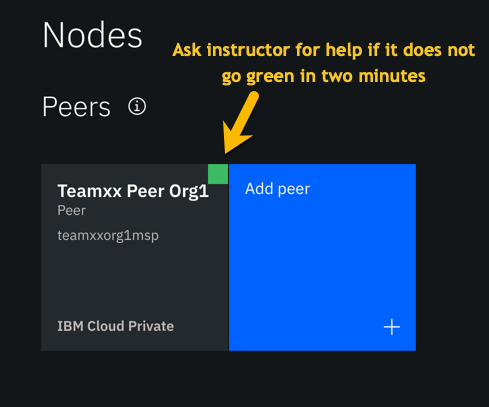 Nodes
Ask instructor for help if it does not
go green in two minutes
Peers
Teamxx Peer Org1
Peer
teamxxorg1msp
IBM Cloud Private
Add peer